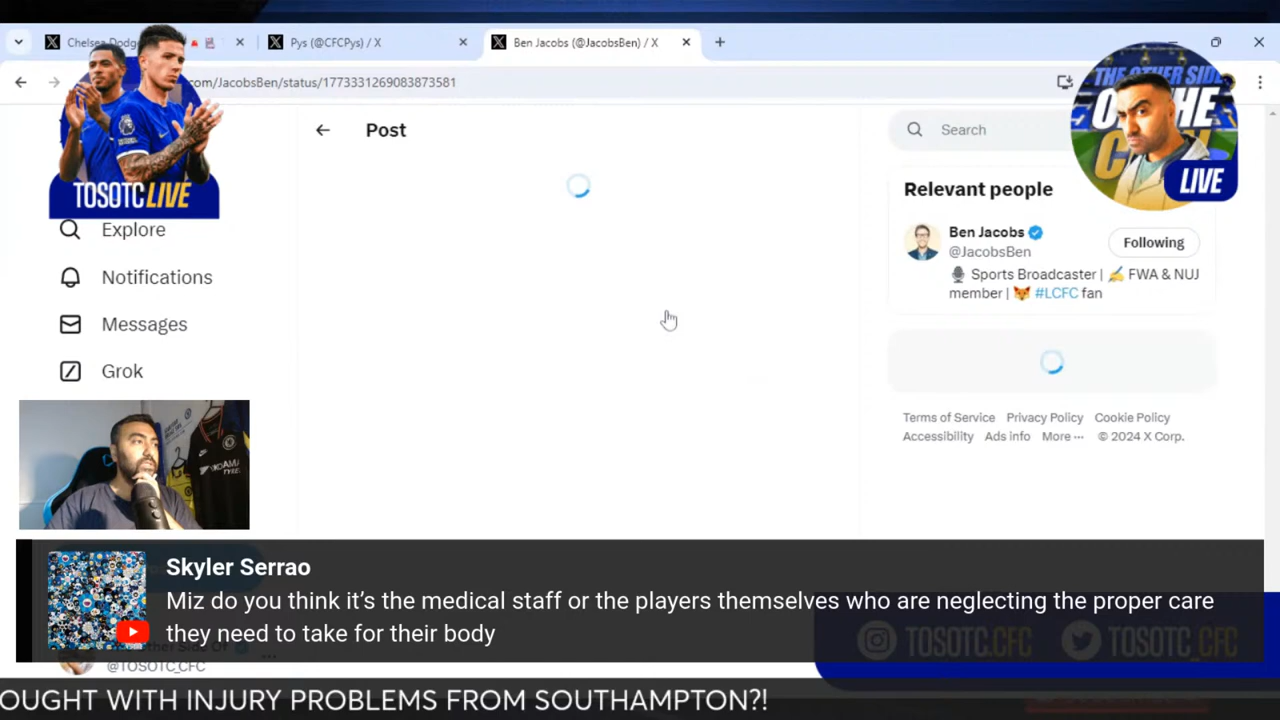 Chelsea Dodg
Pys (@CFCPys) / X
Ben Jacobs (@JacobsBen) / X
com/JacobsBen/status/1773331269083873581
TOSOTC LIVE
THE OTHER SIDE
OF THE
LIVE
Post
Search
Explore
Notifications
Messages
Grok
Relevant people
Ben Jacobs
@JacobsBen
Following
Sports Broadcaster | FWA & NUJ
member | #LCFC fan
Terms of Service Privacy Policy Cookie Policy
Accessibility Ads info More ··· © 2024 X Corp.
Skyler Serrao
Miz do you think it's the medical staff or the players themselves who are neglecting the proper care
they need to take for their body
TOSOTC.CFC TOSOTC_CFC
@TOSOTC_CFC
OUGHT WITH INJURY PROBLEMS FROM SOUTHAMPTON?!